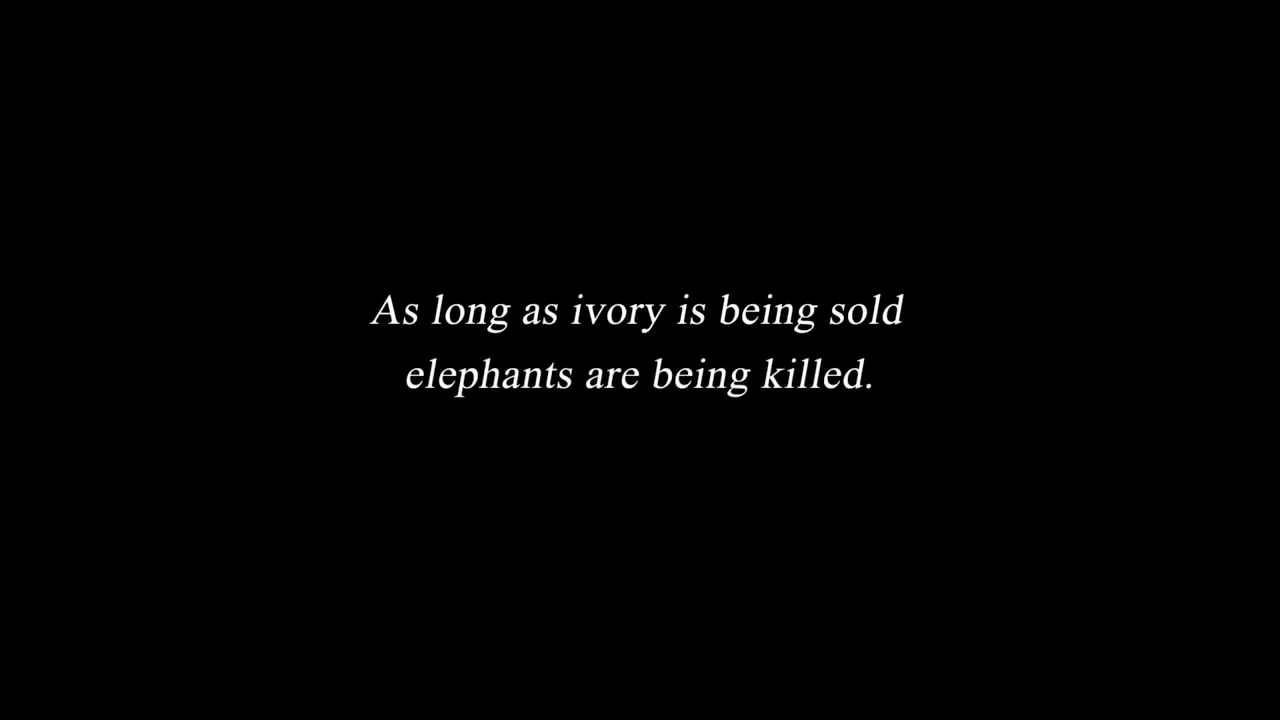 As long as ivory is being sold
elephants are being killed.